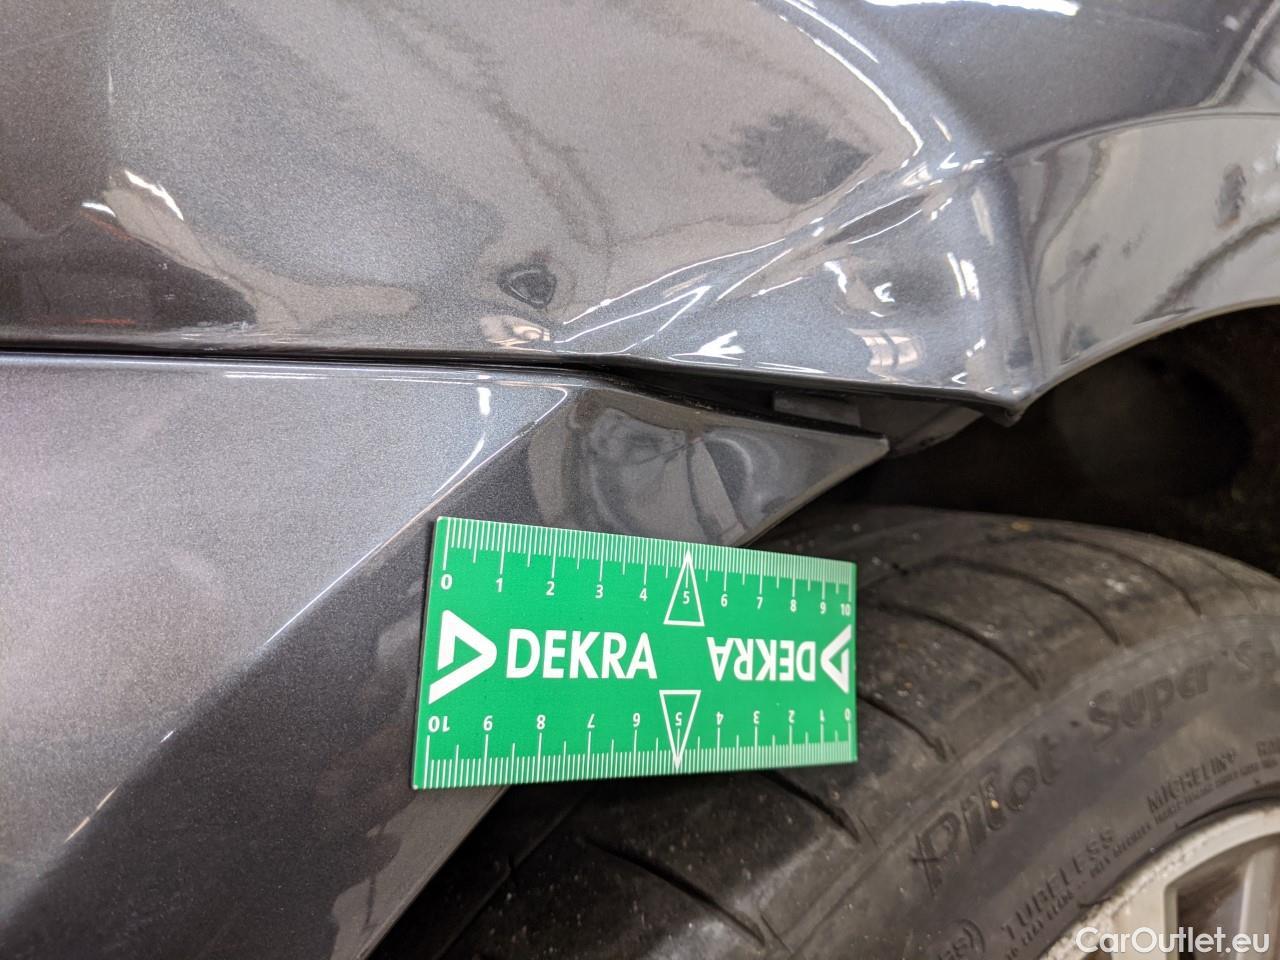 0 1 2 3 4 5 6 7 8 9 10
DEKRA DEKRA
10 9 8 7 6 5 4 3 2 1 0
Pilot Super S
MICHELIN
TUBELESS
CarOutlet.eu